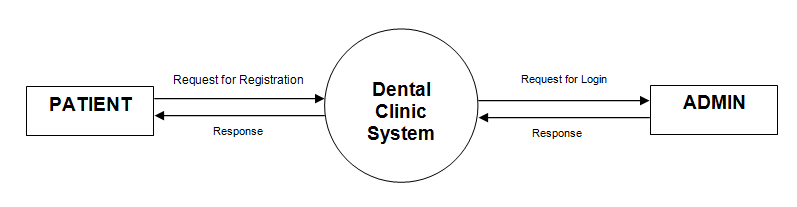 PATIENT
Request for Registration
Response
Dental
Clinic
System
Request for Login
Response
ADMIN